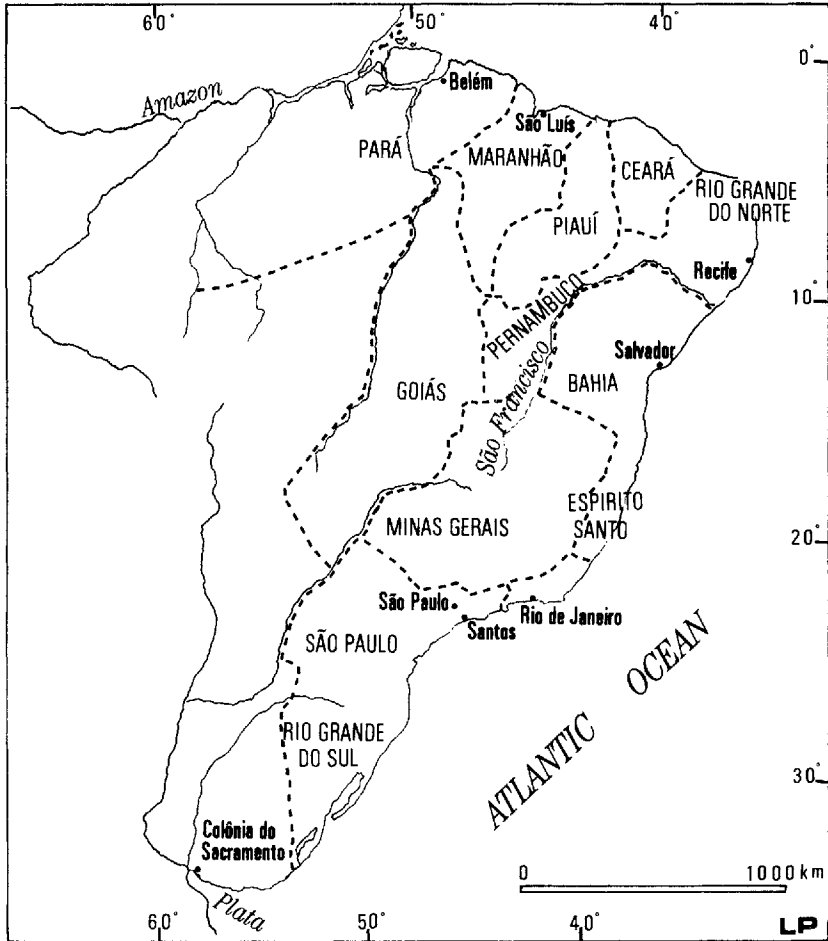 60°
50°
40°
0°
Amazon
Belém
São Luís
PARÁ
MARANHÃO
CEARÁ
RIO GRANDE
DO NORTE
PIAUÍ
Recife
10°
PERNAMBUCO
Salvador
GOIÁS
São Francisco
BAHIA
MINAS GERAIS
ESPIRITO
SANTO
20°
São Paulo
Santos
Rio de Janeiro
SÃO PAULO
ATLANTIC OCEAN
RIO GRANDE
DO SUL
30°
Colônia do
Sacramento
0 1000 km
Plata
60°
50°
40°
LP